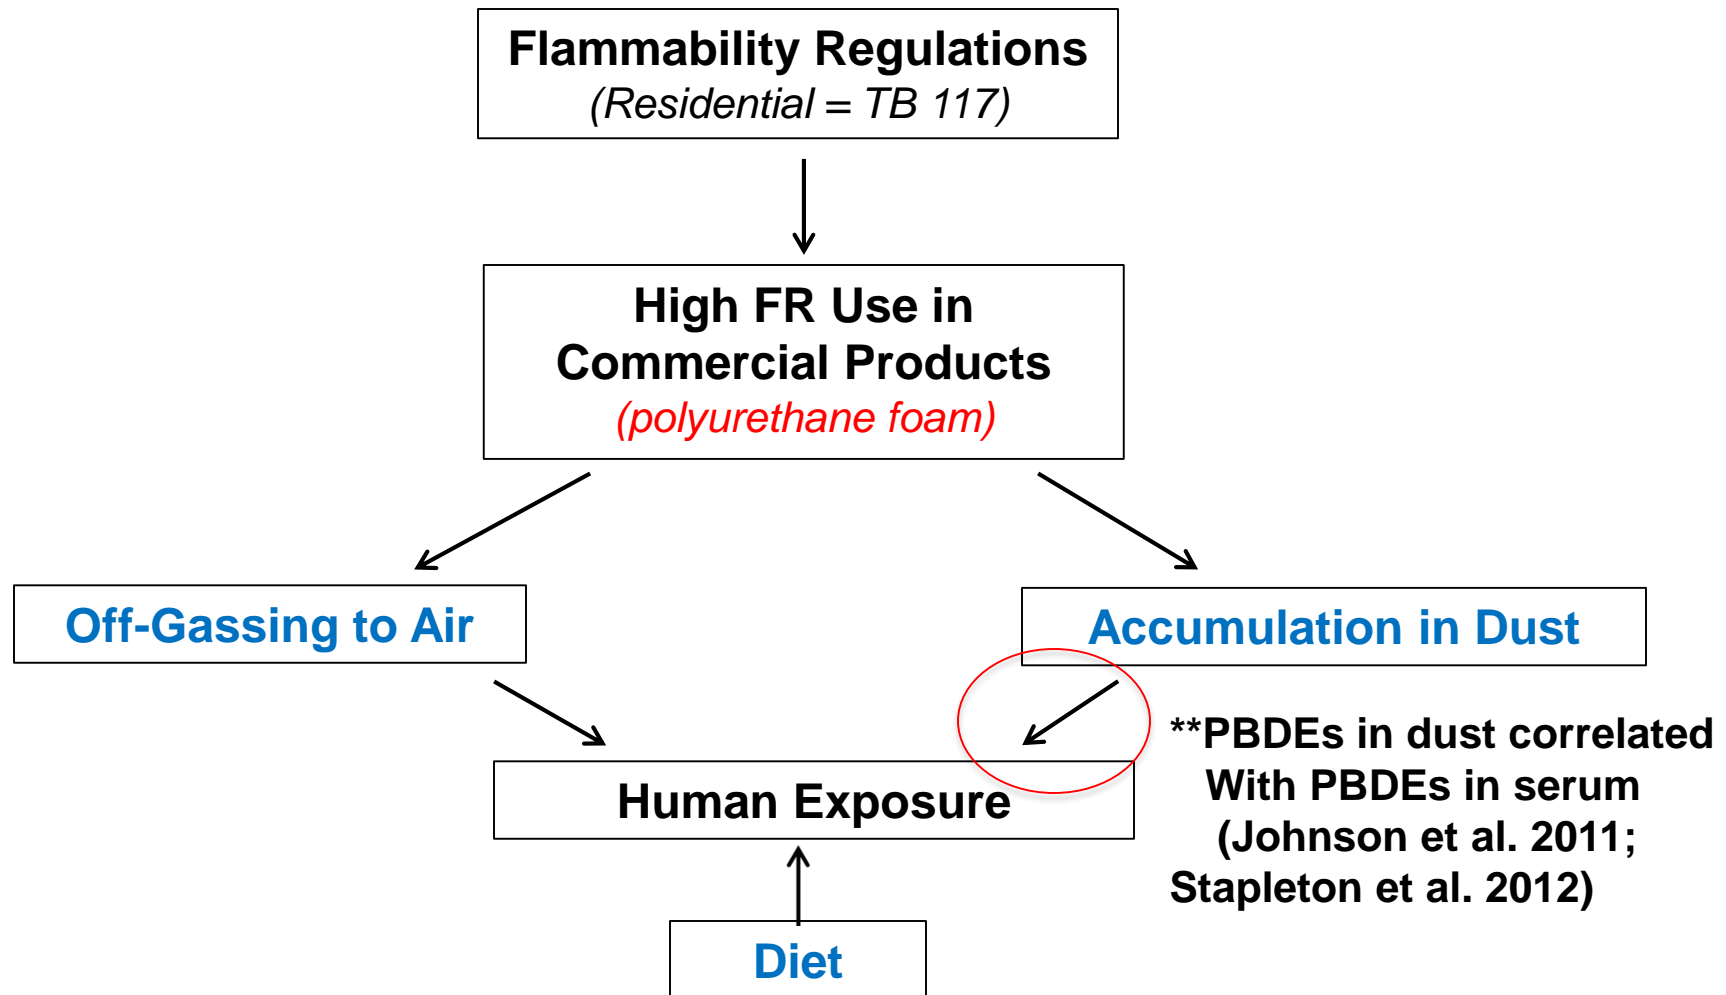 Flammability Regulations
(Residential = TB 117)
High FR Use in
Commercial Products
(polyurethane foam)
Off-Gassing to Air
Accumulation in Dust
**PBDEs in dust correlated
With PBDEs in serum
(Johnson et al. 2011;
Stapleton et al. 2012)
Human Exposure
Diet